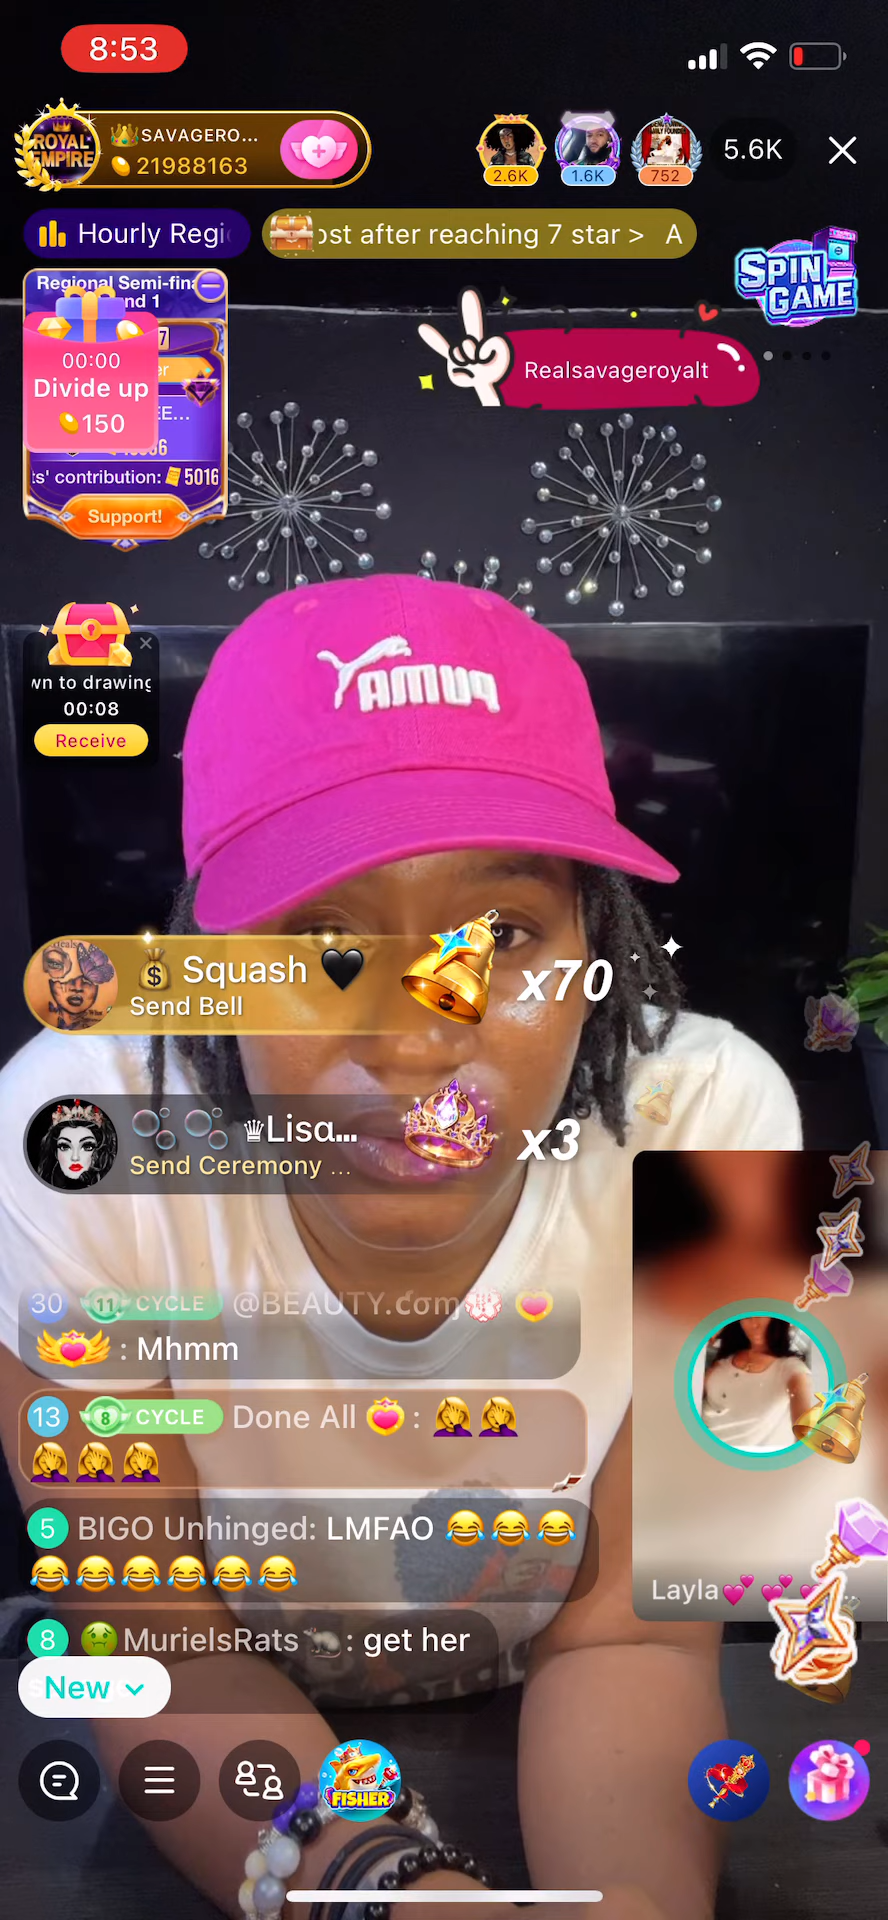 8:53
ROYAL
EMPIRE
SAVAGERO...
21988163
2.6K
1.6K
752
5.6K
Hourly Regi
ost after reaching 7 star > A
SPIN
GAME
Regional Semi-fina
nd 1
00:00
Divide up
150
ts' contribution: 5016
Support!
Realsavageroyalt
wn to drawing
00:08
Receive
PUMA
Squash
Send Bell
x70
♛Lisa...
Send Ceremony ...
x3
30 11 CYCLE @BEAUTY.com
: Mhmm
13 8 CYCLE Done All 💝 : 🤦‍♀️🤦‍♀️
🤦‍♀️🤦‍♀️🤦‍♀️
5 BIGO Unhinged: LMFAO 😂😂😂
😂😂😂😂😂😂
8 🤢MurielsRats🐀: get her
New
Layla💕💕
FISHER